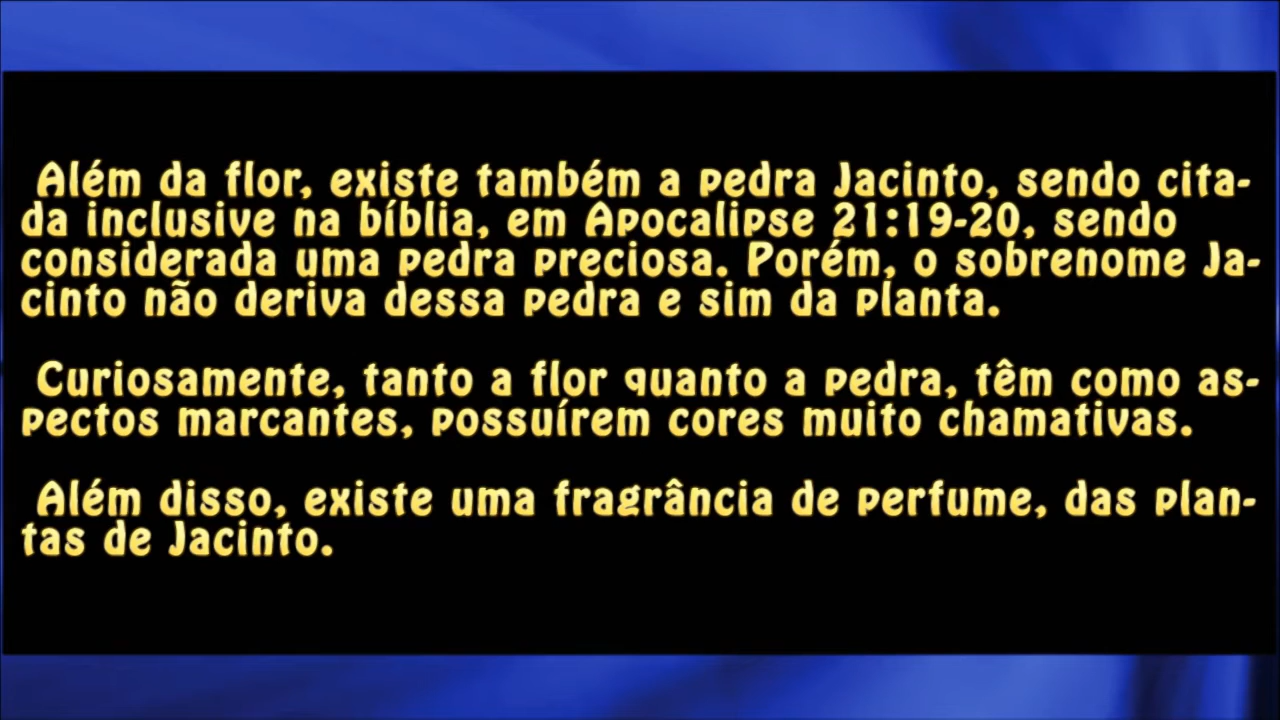 Além da flor, existe também a pedra Jacinto, sendo cita-
da inclusive na bíblia, em Apocalipse 21:19-20, sendo
considerada uma pedra preciosa. Porém, o sobrenome Ja-
cinto não deriva dessa pedra e sim da planta.
Curiosamente, tanto a flor quanto a pedra, têm como as-
pectos marcantes, possuírem cores muito chamativas.
Além disso, existe uma fragrância de perfume, das plan-
tas de Jacinto.